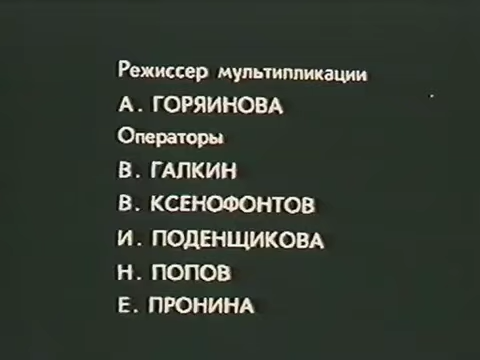 Режиссер мультипликации
А. ГОРЯИНОВА
Операторы
В. ГАЛКИН
В. КСЕНОФОНТОВ
И. ПОДЕНЩИКОВА
Н. ПОПОВ
Е. ПРОНИНА